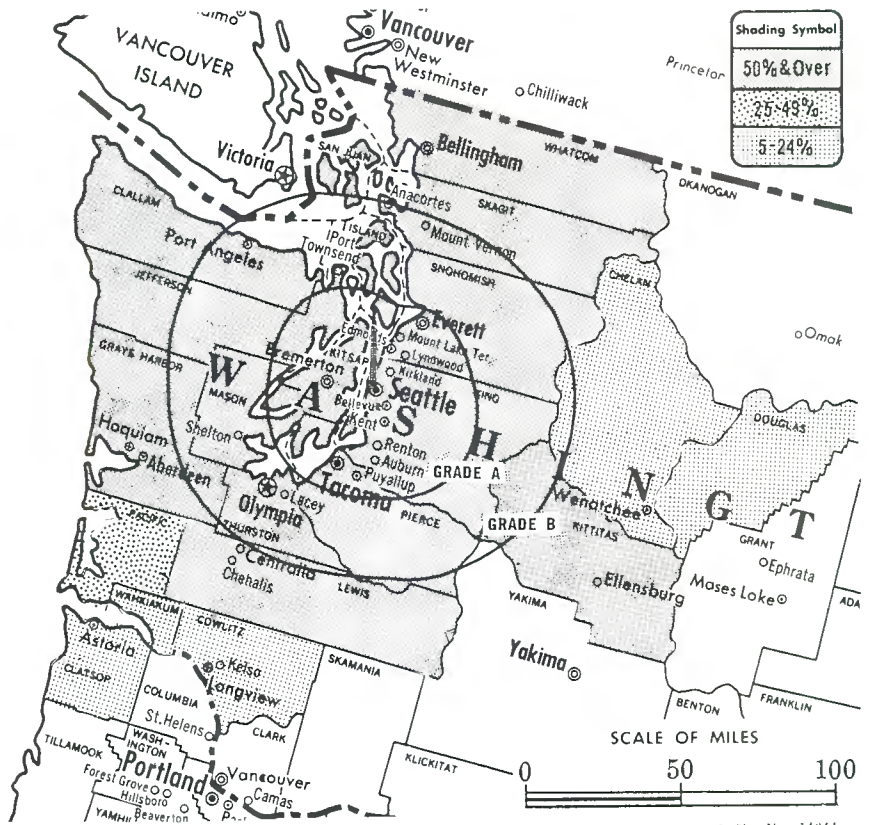 Vancouver
New
Westminster
Chilliwack
Princeton
Shading Symbol
50% & Over
25-49%
5-24%
VANCOUVER
ISLAND
Victoria
SAN JUAN
Bellingham
WHATCOM
OKANOGAN
Anacortes
SKAGIT
CLALLAM
Port Angeles
ISLAND
Port
Townsend
Mount Vernon
SNOHOMISH
CHELAN
JEFFERSON
Everett
Edmonds
Mount Lake Ter.
Lynnwood
Omak
GRAYS HARBOR
Bremerton
KITSAP
Kirkland
KING
WASHINGT
MASON
Seattle
Bellevue
Kent
DOUGLAS
Shelton
Renton
Auburn
Puyallup
GRADE A
Hoquiam
Aberdeen
Tacoma
Olympia
Lacey
PIERCE
GRADE B
Wenatchee
KITTITAS
GRANT
Ephrata
PACIFIC
THURSTON
Centralia
Chehalis
LEWIS
Ellensburg
Moses Lake
ADA
WAHKIAKUM
COWLITZ
YAKIMA
Yakima
Astoria
CLATSOP
Kelso
Longview
SKAMANIA
COLUMBIA
St. Helens
CLARK
BENTON
FRANKLIN
TILLAMOOK
WASH-
INGTON
KLICKITAT
SCALE OF MILES
0 50 100
Portland
Vancouver
Camas
Forest Grove
Hillsboro
Beaverton
YAMHI